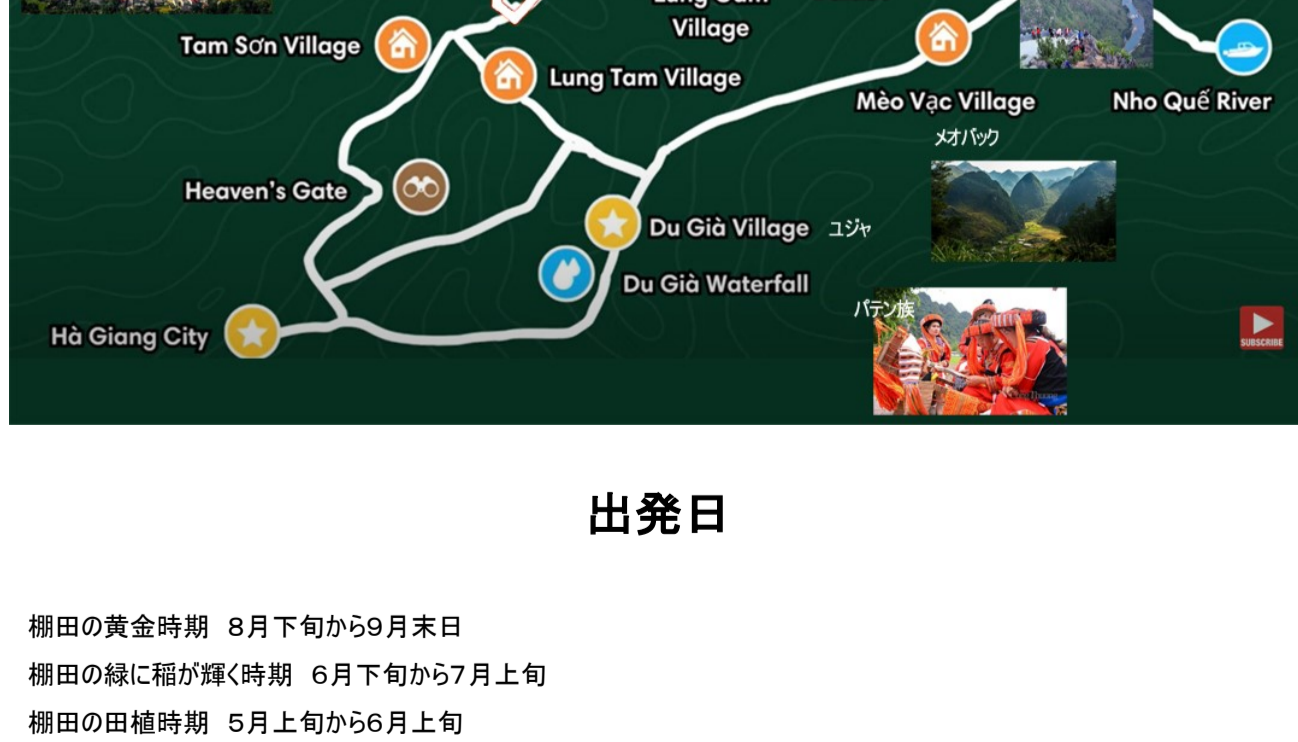 Village
Tam Sơn Village
Lung Tam Village
Mèo Vạc Village
Nho Quế River
メオバック
Heaven's Gate
Du Già Village
ユジャ
Du Già Waterfall
パテン族
Hà Giang City
SUBSCRIBE
出発日
棚田の黄金時期　8月下旬から9月末日
棚田の緑に稲が輝く時期　6月下旬から7月上旬
棚田の田植時期　5月上旬から6月上旬